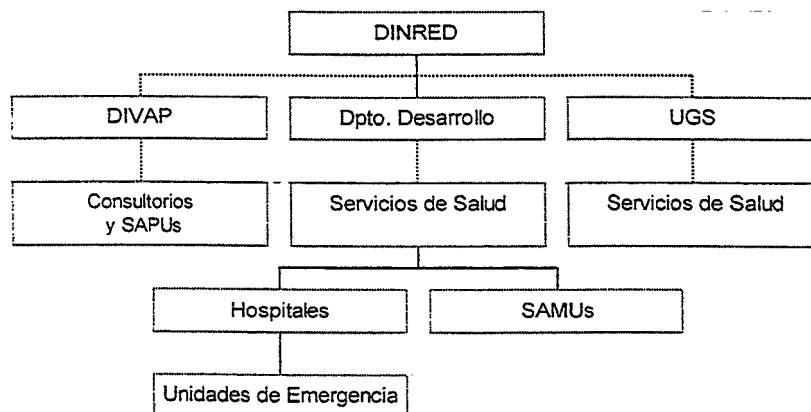 DINRED
DIVAP
Dpto. Desarrollo
UGS
Consultorios
y SAPUs
Servicios de Salud
Servicios de Salud
Hospitales
SAMUs
Unidades de Emergencia